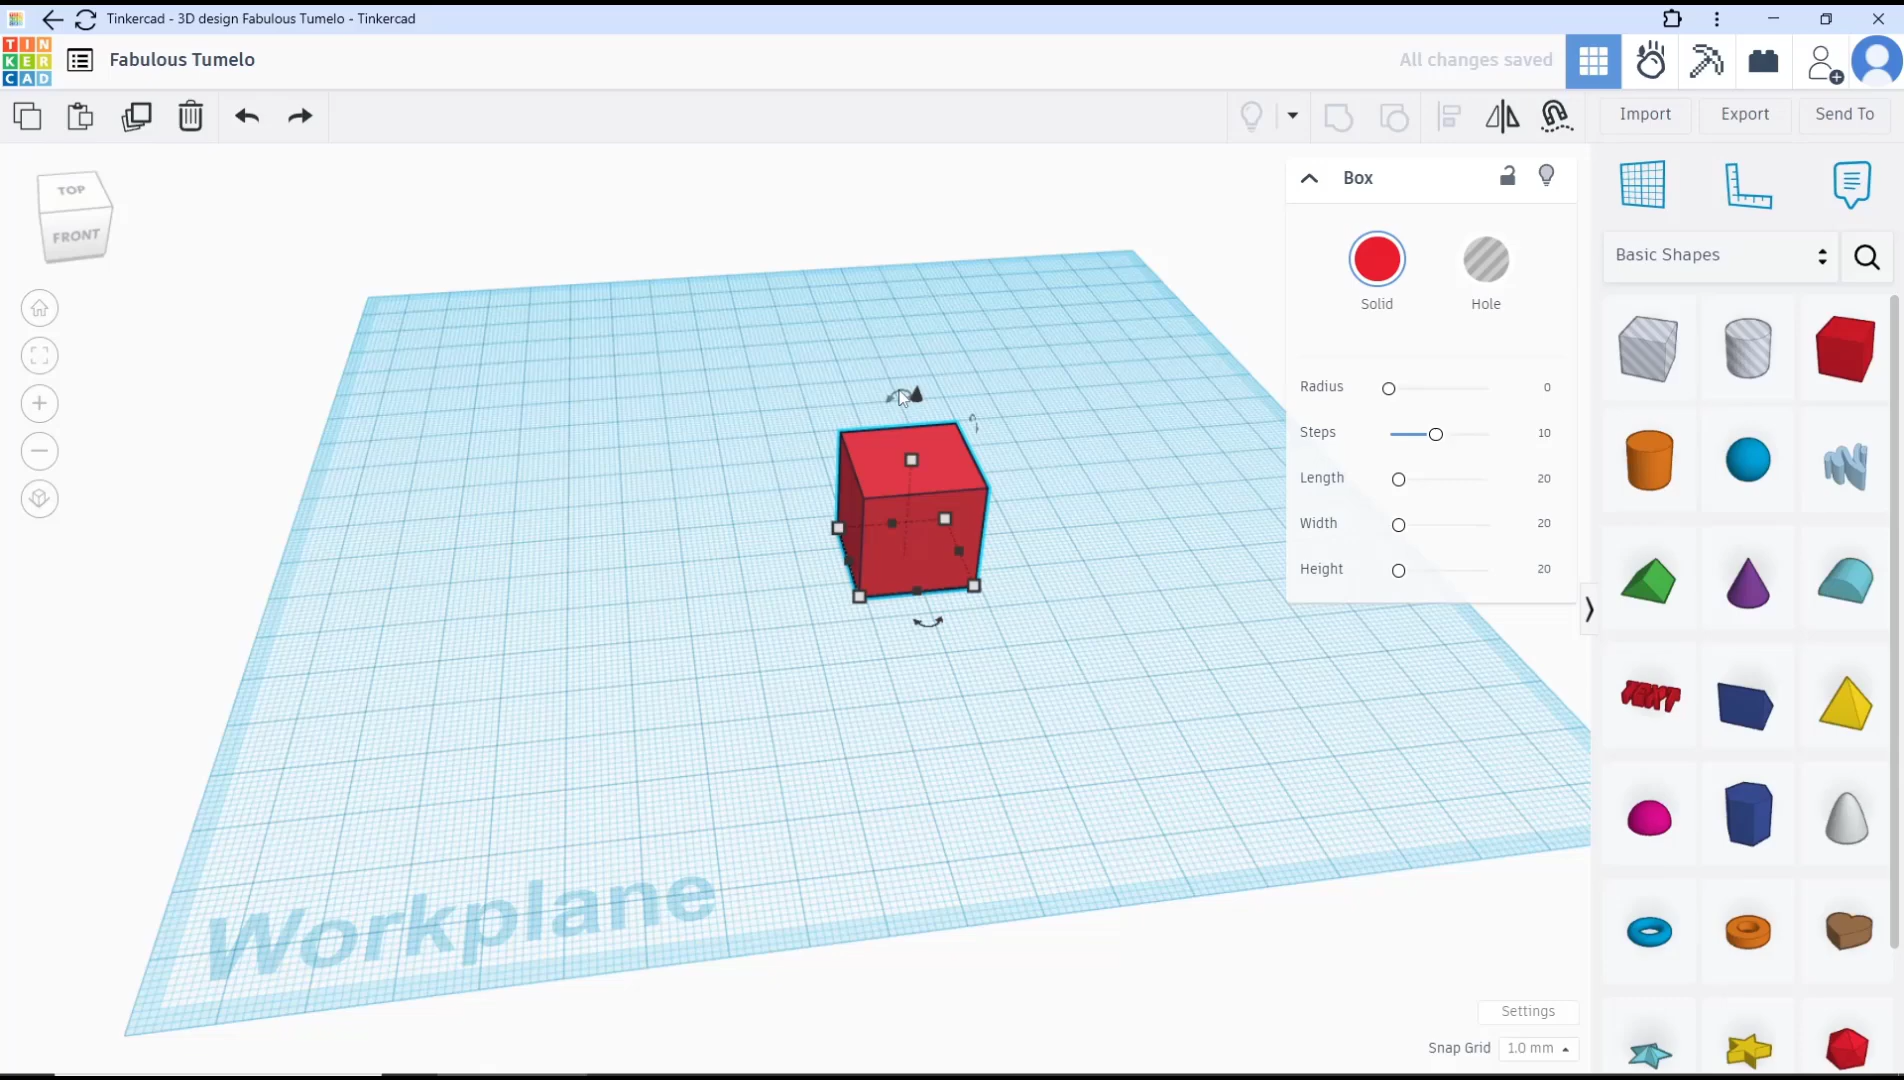 Tinkercad - 3D design Fabulous Tumelo - Tinkercad
TIN
KER
CAD
Fabulous Tumelo
All changes saved
Import
Export
Send To
TOP
FRONT
Box
Solid
Hole
Radius 0
Steps 10
Length 20
Width 20
Height 20
Basic Shapes
TEXT
Workplane
Settings
Snap Grid 1.0 mm